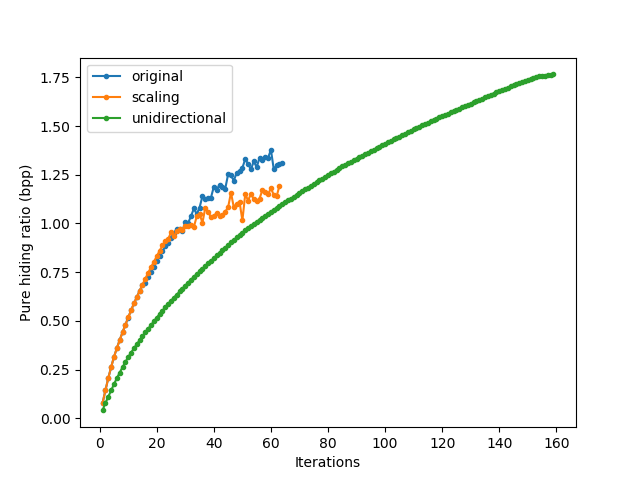 original
scaling
unidirectional
1.75
1.50
1.25
1.00
0.75
0.50
0.25
0.00
Pure hiding ratio (bpp)
0 20 40 60 80 100 120 140 160
Iterations